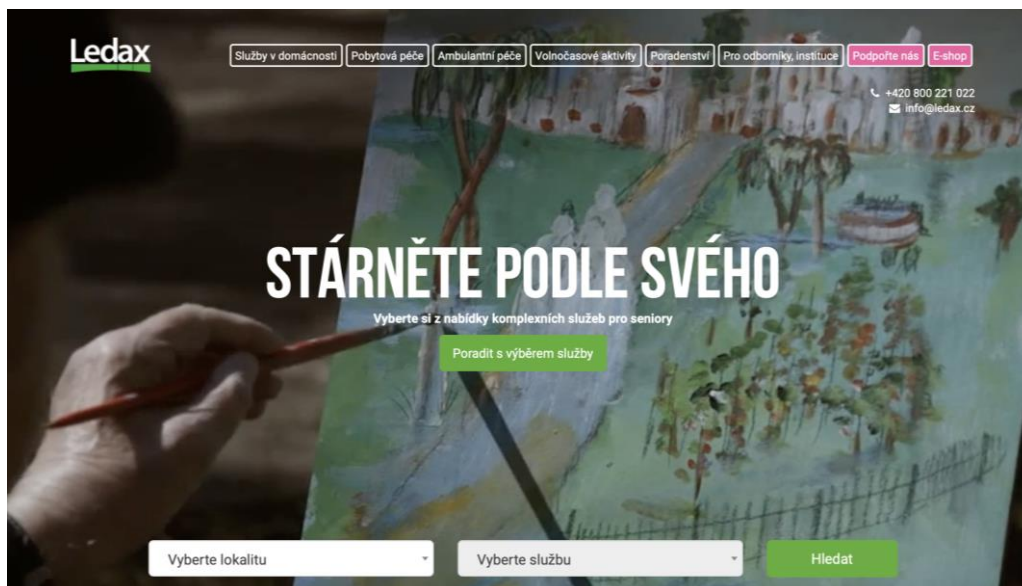 Ledax
Služby v domácnosti Pobytová péče Ambulantní péče Volnočasové aktivity Poradenství Pro odborníky, instituce Podpořte nás E-shop
+420 800 221 022
info@ledax.cz
STÁRNĚTE PODLE SVÉHO
Vyberte si z nabídky komplexních služeb pro seniory
Poradit s výběrem služby
Vyberte lokalitu Vyberte službu Hledat